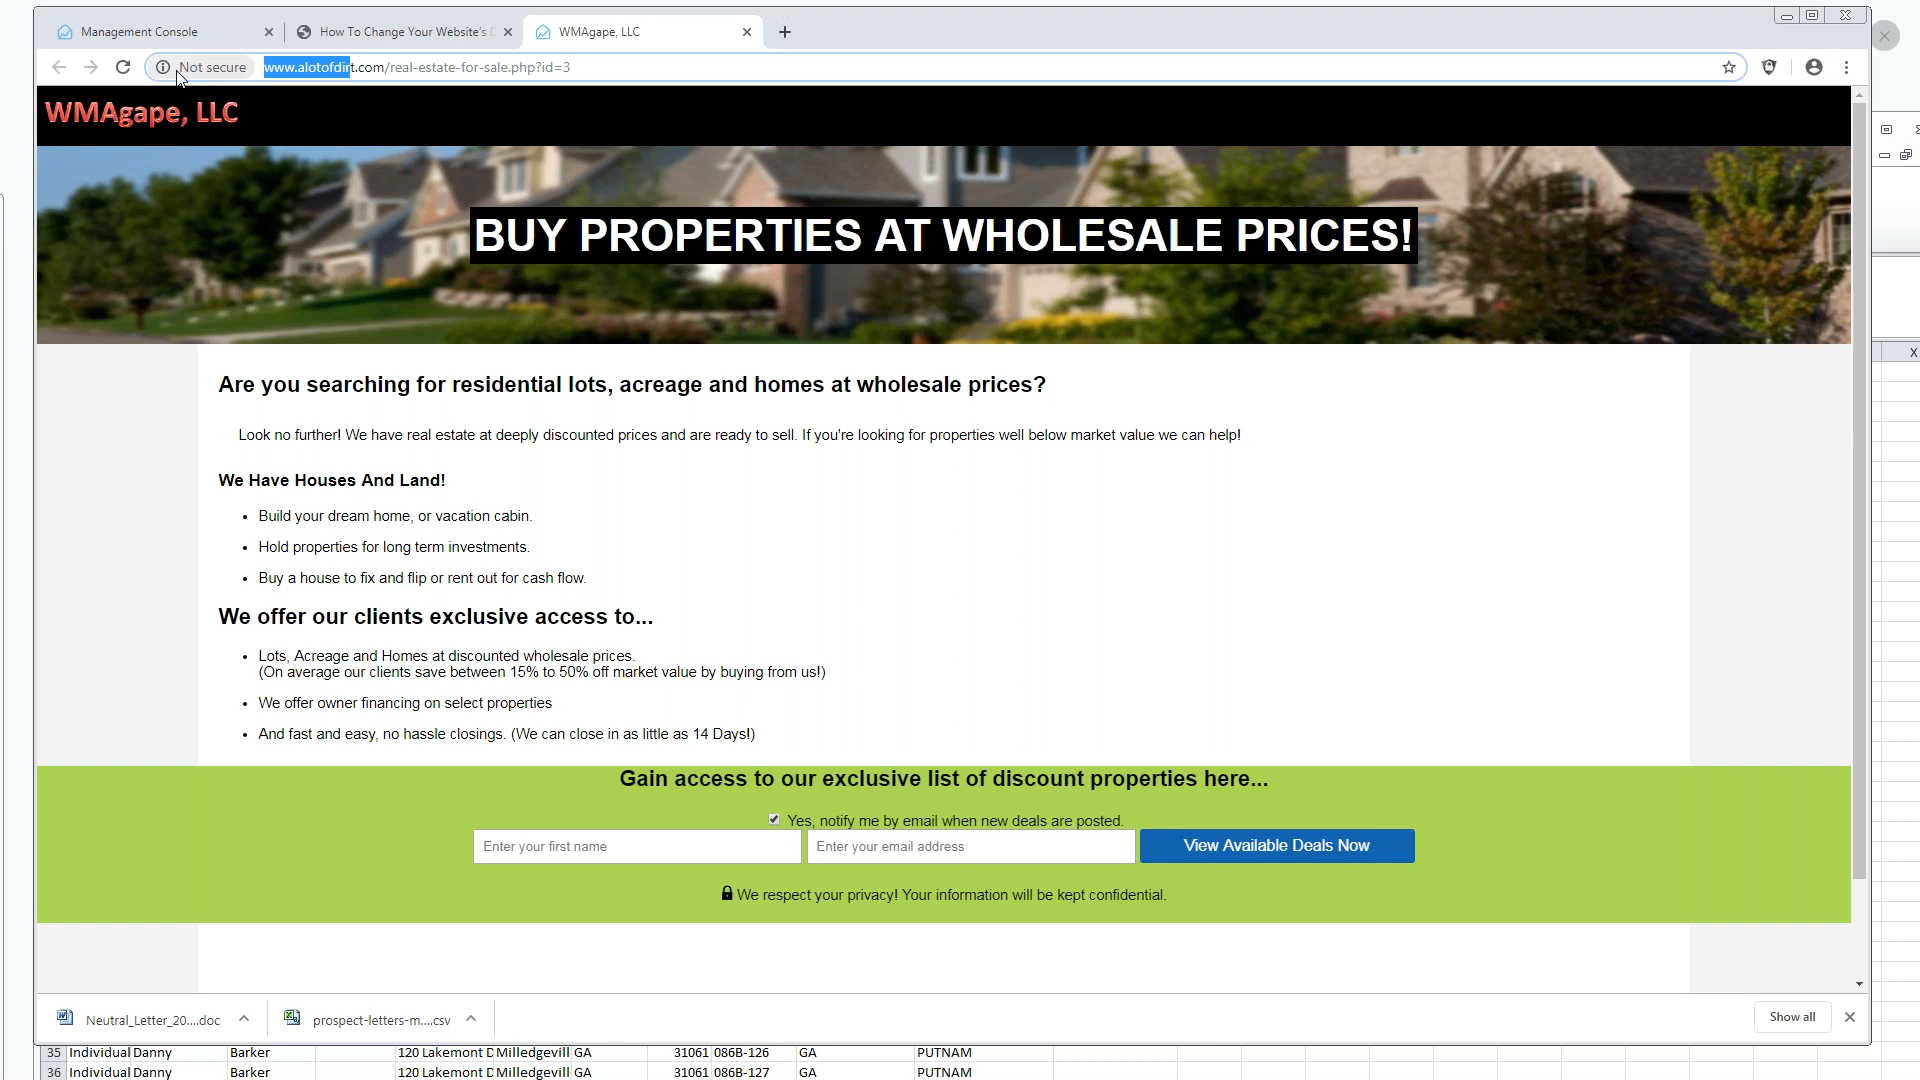 Management Console
How To Change Your Website's
WMAgape, LLC
Not secure
www.alotofdirt.com/real-estate-for-sale.php?id=3
WMAgape, LLC
BUY PROPERTIES AT WHOLESALE PRICES!
X
Are you searching for residential lots, acreage and homes at wholesale prices?
Look no further! We have real estate at deeply discounted prices and are ready to sell. If you're looking for properties well below market value we can help!
We Have Houses And Land!
• Build your dream home, or vacation cabin.
• Hold properties for long term investments.
• Buy a house to fix and flip or rent out for cash flow.
We offer our clients exclusive access to...
• Lots, Acreage and Homes at discounted wholesale prices.
(On average our clients save between 15% to 50% off market value by buying from us!)
• We offer owner financing on select properties
• And fast and easy, no hassle closings. (We can close in as little as 14 Days!)
Gain access to our exclusive list of discount properties here...
Yes, notify me by email when new deals are posted.
Enter your first name Enter your email address View Available Deals Now
We respect your privacy! Your information will be kept confidential.
Neutral_Letter_20....doc prospect-letters-m....csv Show all
35 Individual Danny Barker 120 Lakemont D Milledgevill GA 31061 086B-126 GA PUTNAM
36 Individual Danny Barker 120 Lakemont D Milledgevill GA 31061 086B-127 GA PUTNAM